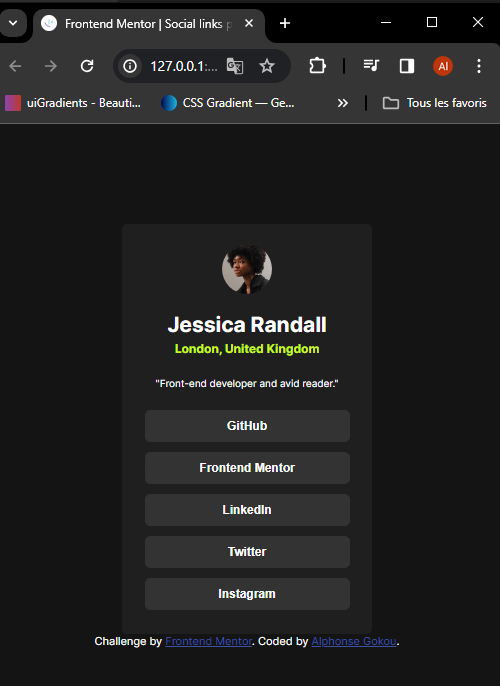 Frontend Mentor | Social links p
127.0.0.1:...
AI
uiGradients - Beauti...
CSS Gradient — Ge...
Tous les favoris
Jessica Randall
London, United Kingdom
"Front-end developer and avid reader."
GitHub
Frontend Mentor
LinkedIn
Twitter
Instagram
Challenge by Frontend Mentor. Coded by Alphonse Gokou.